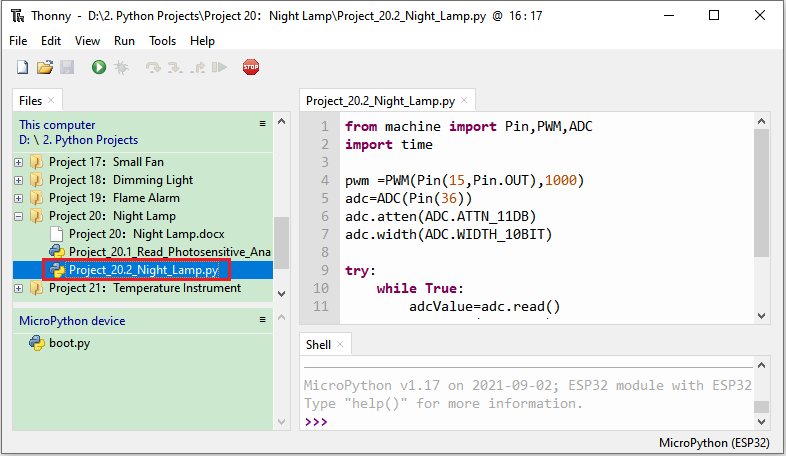 Thonny - D:\2. Python Projects\Project 20：Night Lamp\Project_20.2_Night_Lamp.py @ 16 : 17
File Edit View Run Tools Help
STOP
Files
This computer
D: \ 2. Python Projects
Project 17：Small Fan
Project 18：Dimming Light
Project 19：Flame Alarm
Project 20：Night Lamp
Project 20：Night Lamp.docx
Project_20.1_Read_Photosensitive_Ana
Project_20.2_Night_Lamp.py
Project 21：Temperature Instrument
MicroPython device
boot.py
Project_20.2_Night_Lamp.py
1 from machine import Pin,PWM,ADC
2 import time
3
4 pwm =PWM(Pin(15,Pin.OUT),1000)
5 adc=ADC(Pin(36))
6 adc.atten(ADC.ATTN_11DB)
7 adc.width(ADC.WIDTH_10BIT)
8
9 try:
10 while True:
11 adcValue=adc.read()
Shell
MicroPython v1.17 on 2021-09-02; ESP32 module with ESP32
Type "help()" for more information.
>>>
MicroPython (ESP32)